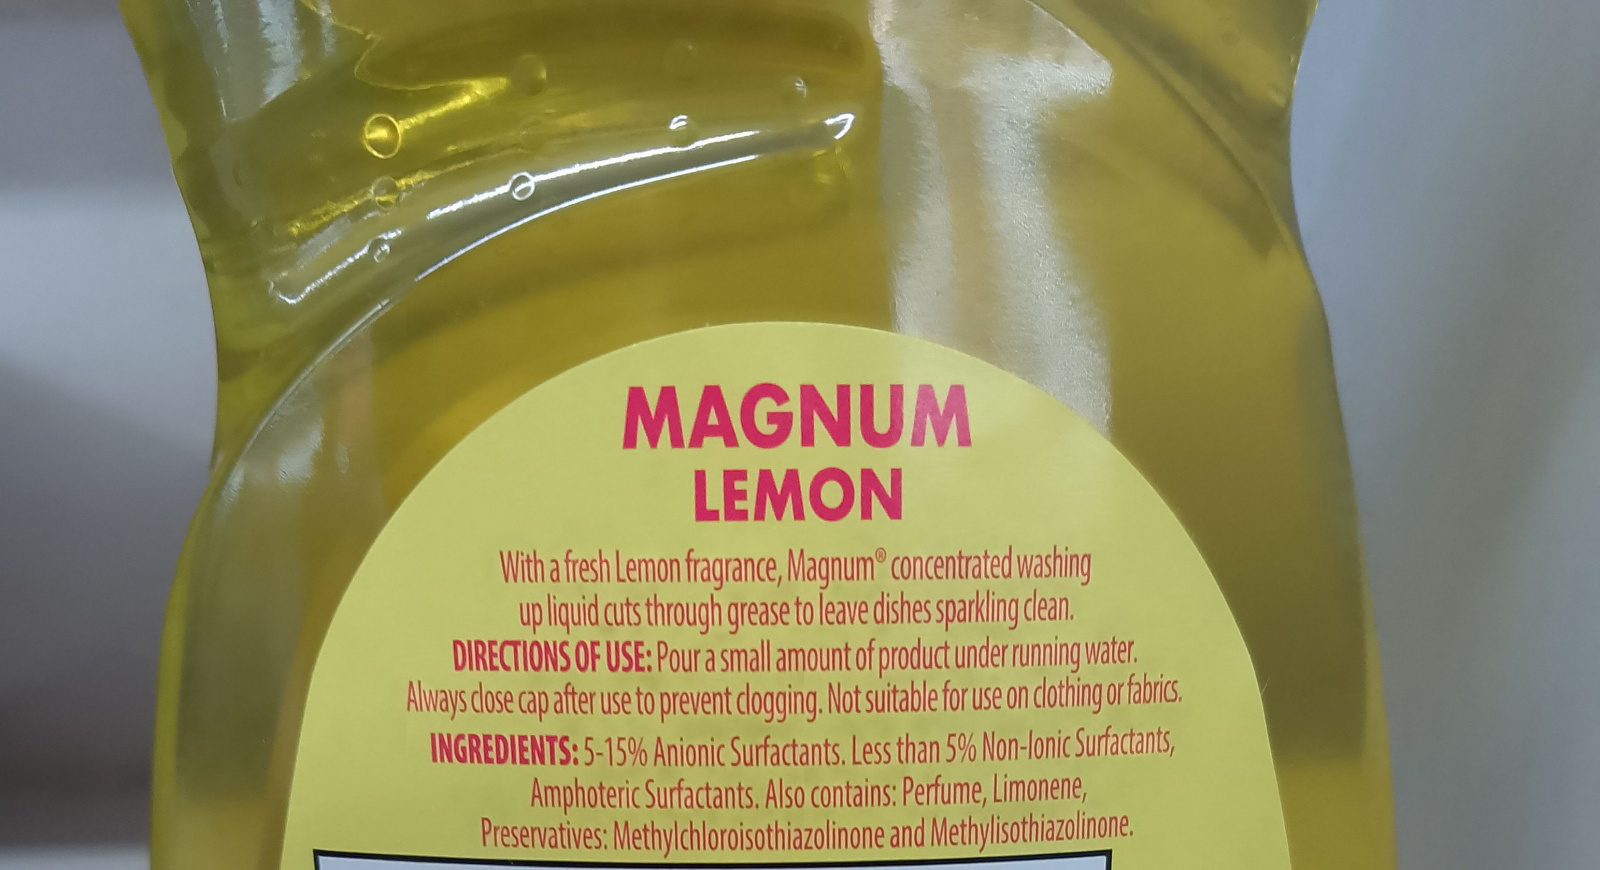 MAGNUM
LEMON
With a fresh Lemon fragrance, Magnum® concentrated washing
up liquid cuts through grease to leave dishes sparkling clean.
DIRECTIONS OF USE: Pour a small amount of product under running water.
Always close cap after use to prevent clogging. Not suitable for use on clothing or fabrics.
INGREDIENTS: 5-15% Anionic Surfactants. Less than 5% Non-Ionic Surfactants,
Amphoteric Surfactants. Also contains: Perfume, Limonene,
Preservatives: Methylchloroisothiazolinone and Methylisothiazolinone.